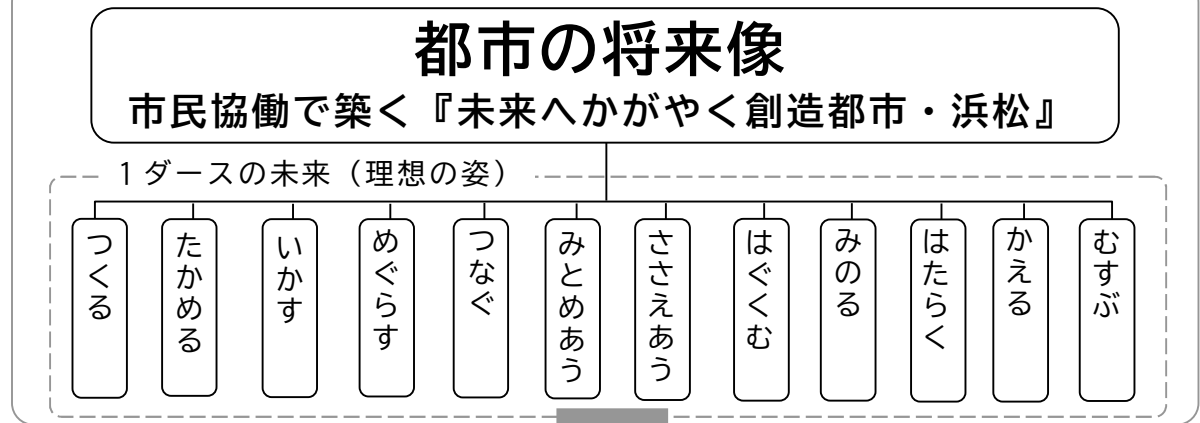 都市の将来像
市民協働で築く『未来へかがやく創造都市・浜松』
1ダースの未来（理想の姿）
つくる
たかめる
いかす
めぐらす
つなぐ
みとめあう
ささえあう
はぐくむ
みのる
はたらく
かえる
むすぶ